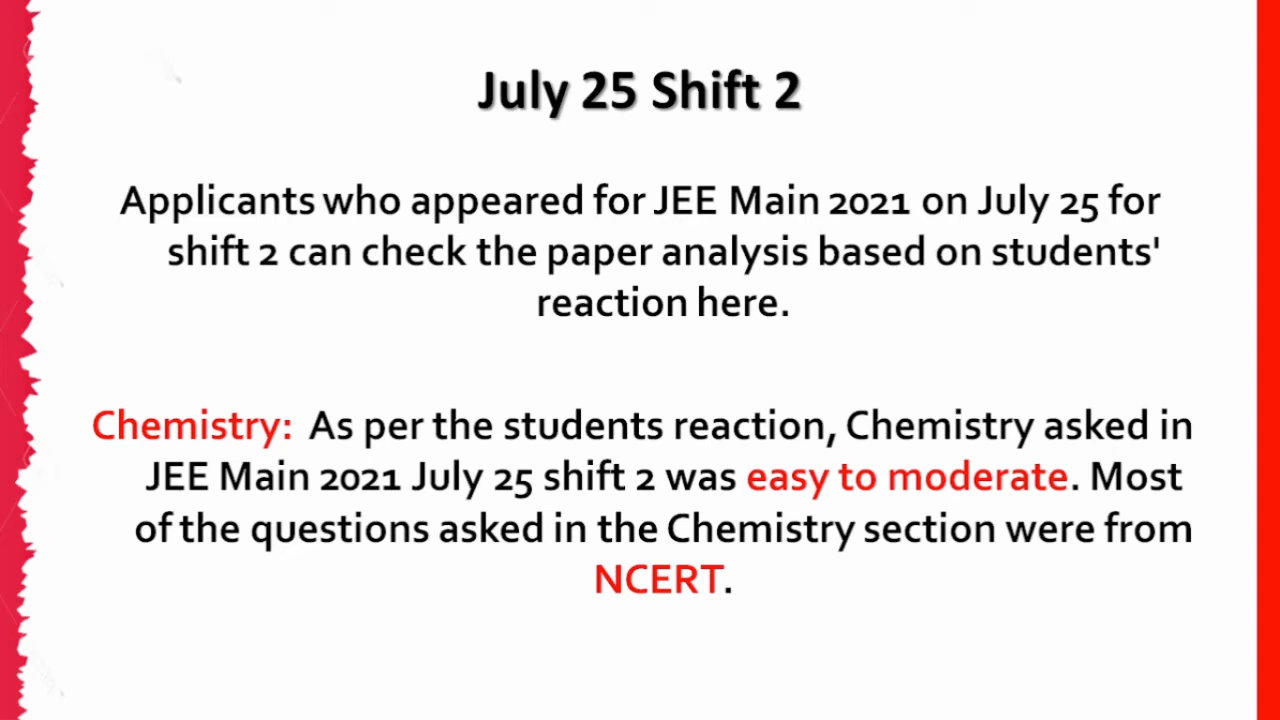 July 25 Shift 2
Applicants who appeared for JEE Main 2021 on July 25 for
shift 2 can check the paper analysis based on students'
reaction here.
Chemistry: As per the students reaction, Chemistry asked in
JEE Main 2021 July 25 shift 2 was easy to moderate. Most
of the questions asked in the Chemistry section were from
NCERT.